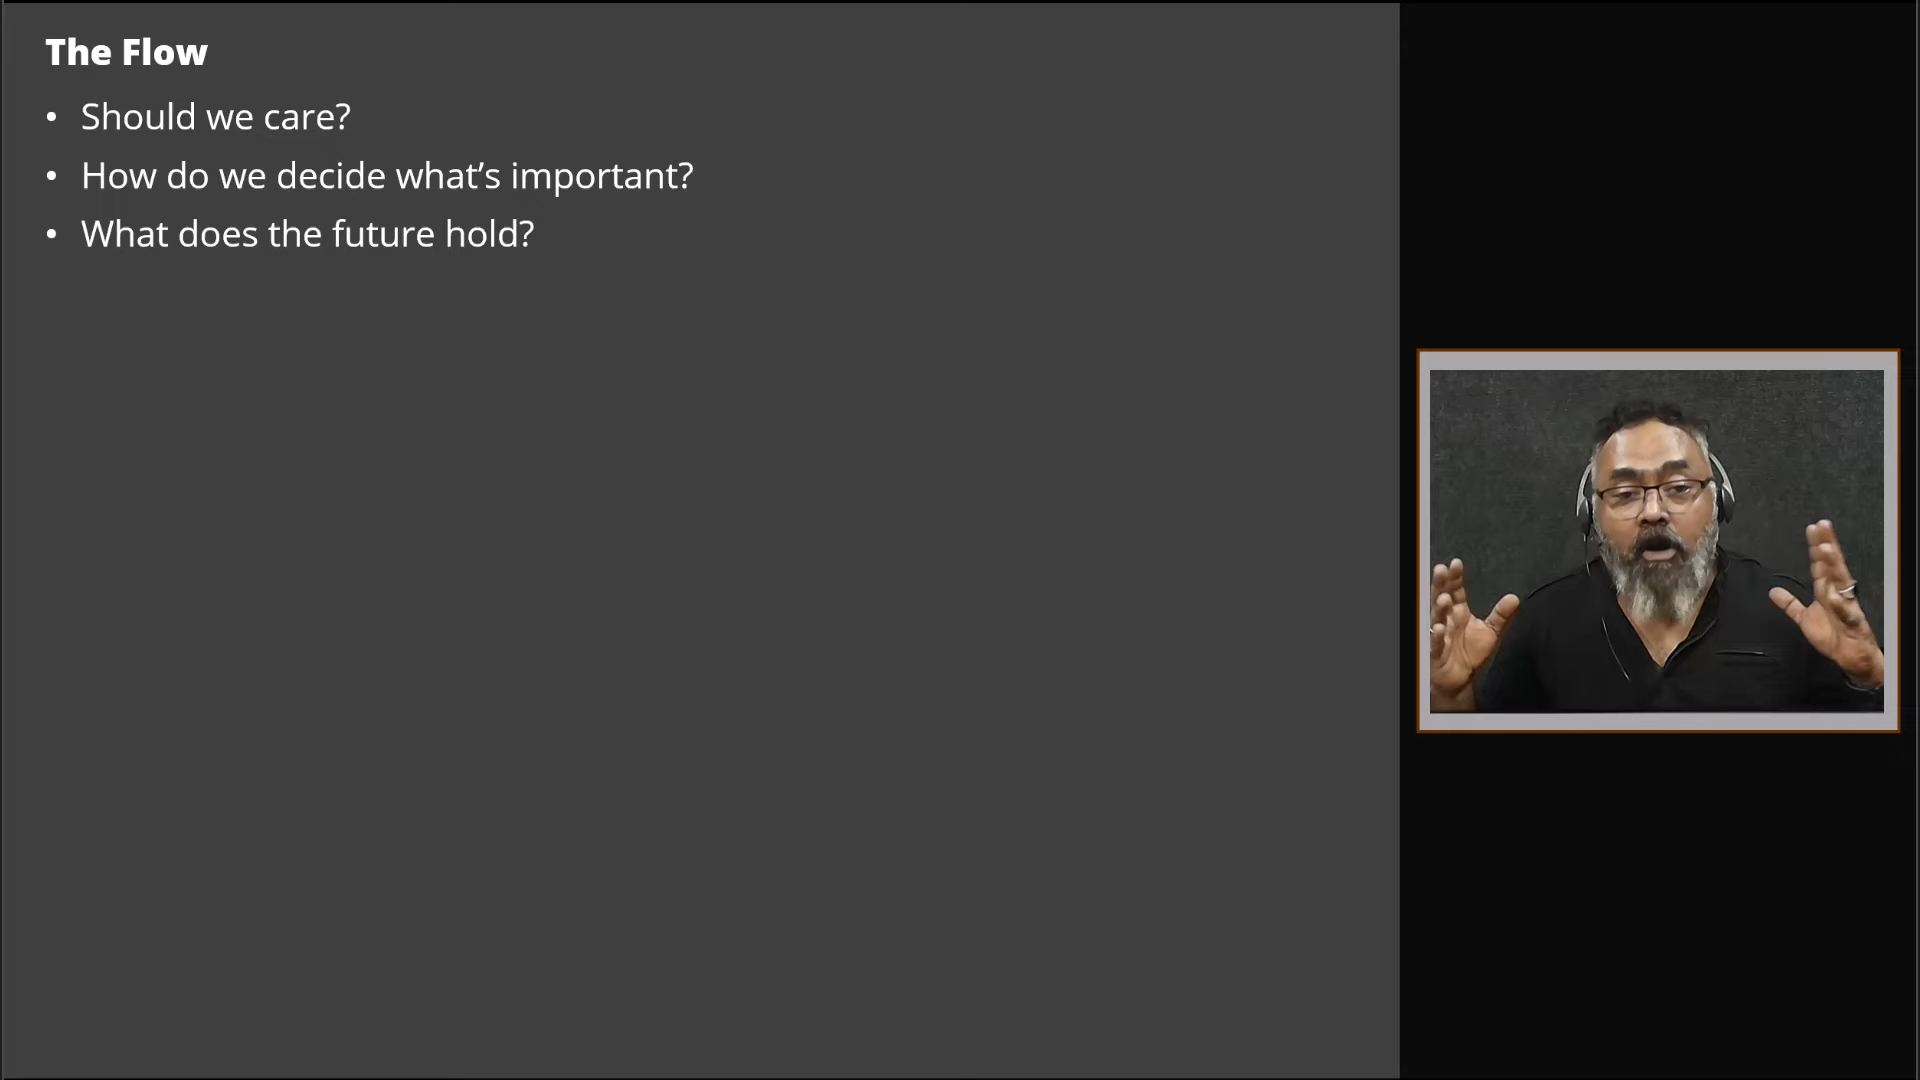 The Flow
• Should we care?
• How do we decide what’s important?
• What does the future hold?